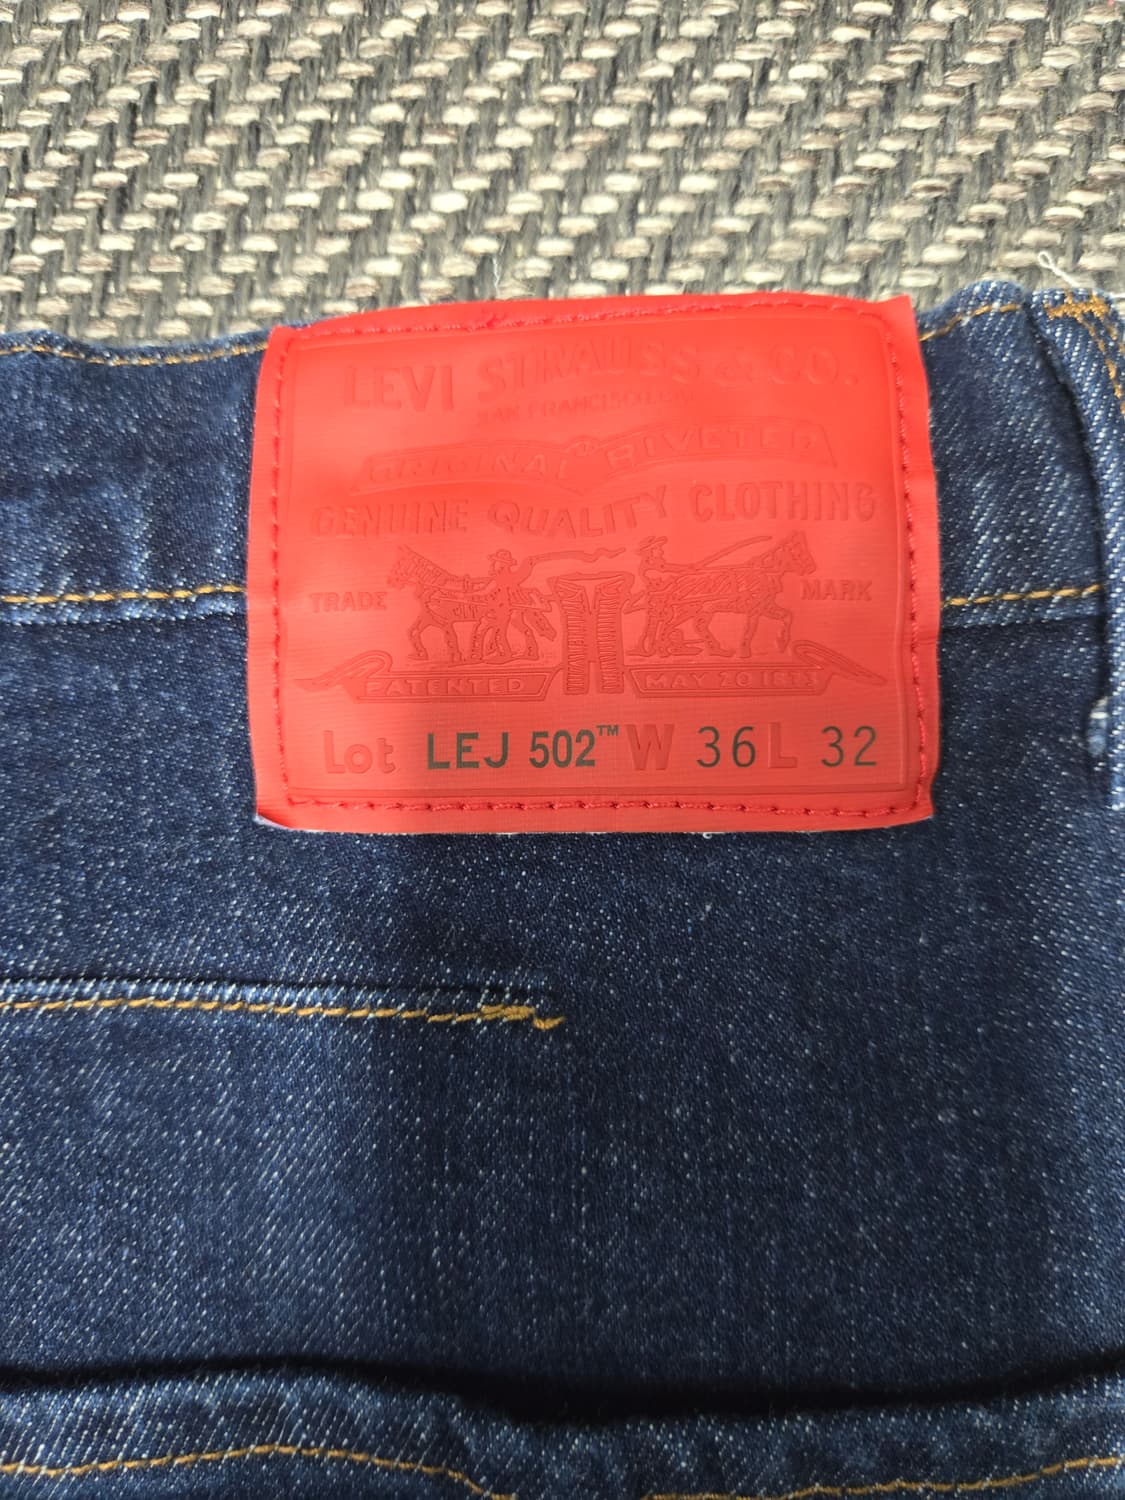 LEVI STRAUSS & CO.
SAN FRANCISCO
ORIGINAL RIVETED
GENUINE QUALITY CLOTHING
TRADE MARK
PATENTED MAY 20 1873
Lot LEJ 502™ W 36 L 32